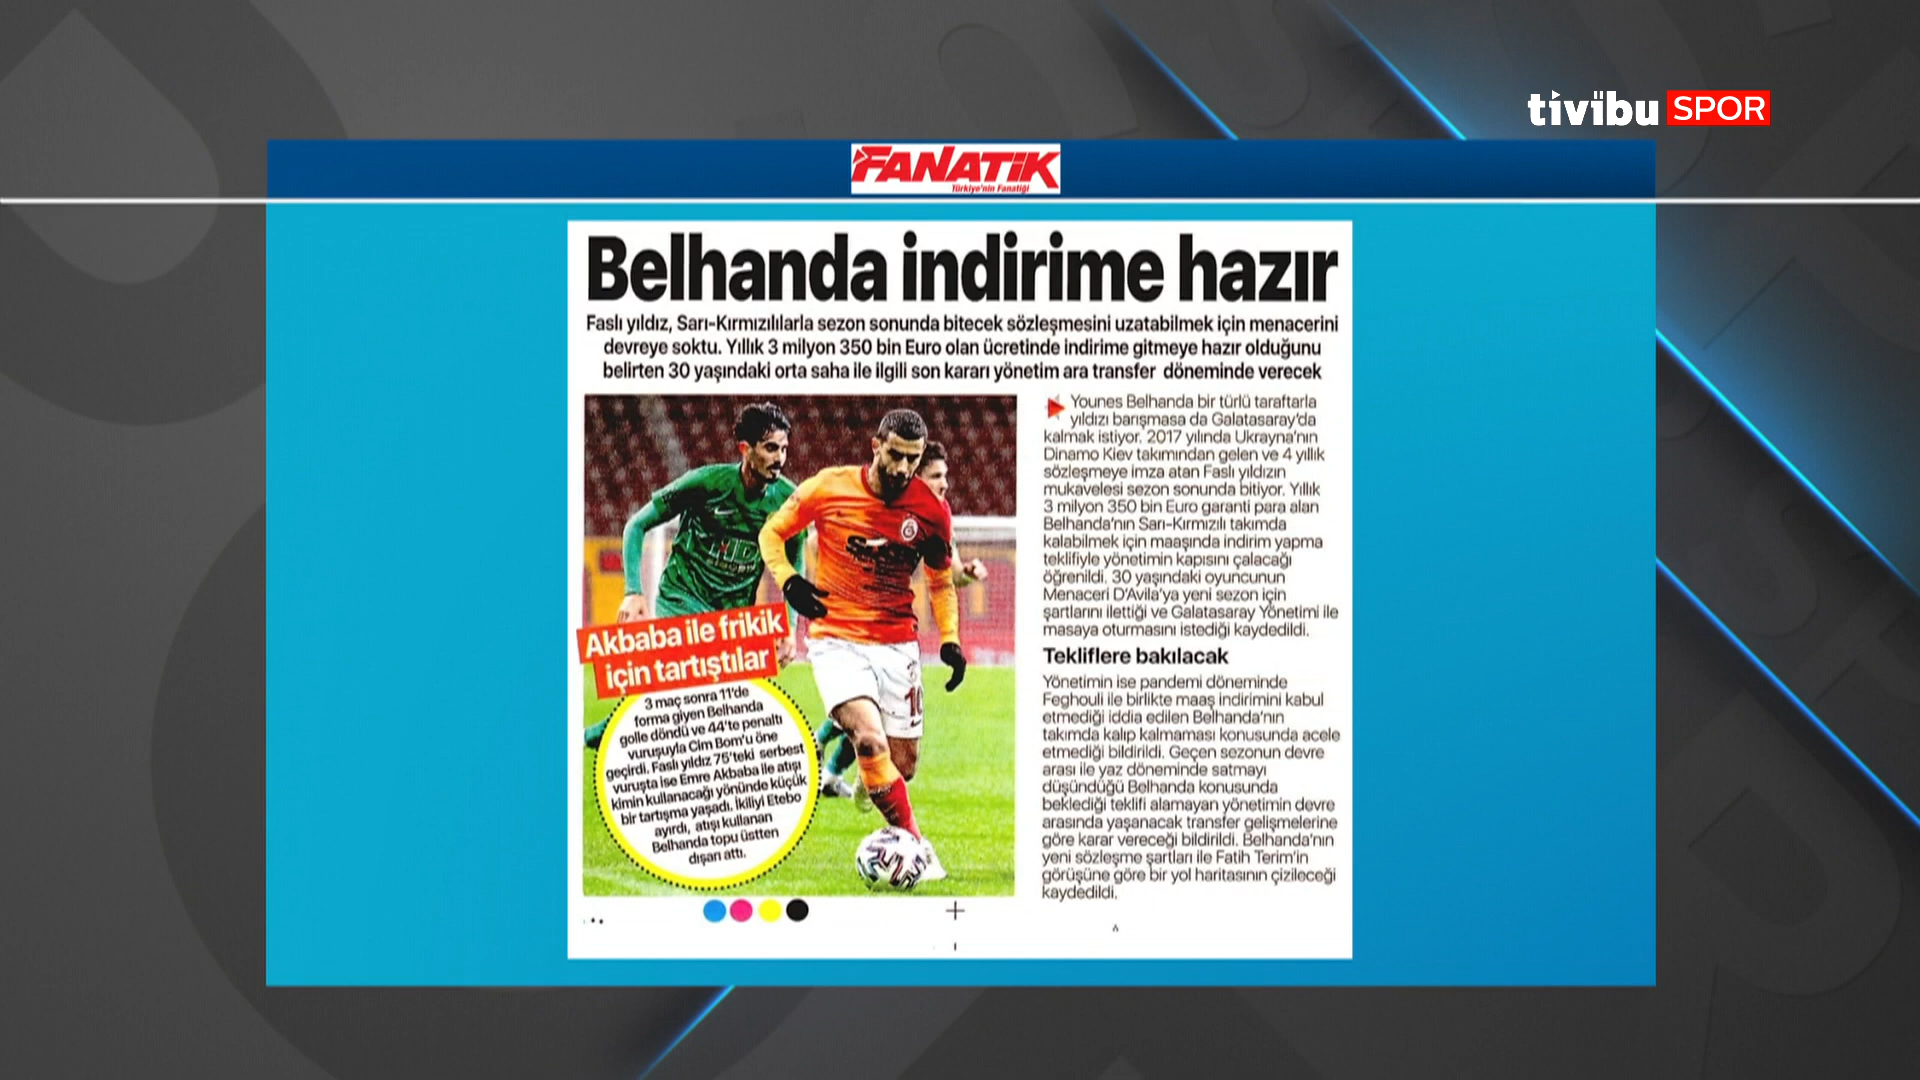 tivibu SPOR
FANATiK
Türkiye'nin Fanatiği
Belhanda indirime hazır
Faslı yıldız, Sarı-Kırmızılılarla sezon sonunda bitecek sözleşmesini uzatabilmek için menacerini
devreye soktu. Yıllık 3 milyon 350 bin Euro olan ücretinde indirime gitmeye hazır olduğunu
belirten 30 yaşındaki orta saha ile ilgili son kararı yönetim ara transfer döneminde verecek
Akbaba ile frikik
için tartıştılar
3 maç sonra 11'de
forma giyen Belhanda
golle döndü ve 44'te penaltı
vuruşuyla Cim Bom'u öne
geçirdi. Faslı yıldız 75'teki serbest
vuruşta ise Emre Akbaba ile atışı
kimin kullanacağı yönünde küçük
bir tartışma yaşadı. İkiliyi Etebo
ayırdı, atışı kullanan
Belhanda topu üstten
dışarı attı.
Younes Belhanda bir türlü taraftarla
yıldızı barışmasa da Galatasaray'da
kalmak istiyor. 2017 yılında Ukrayna'nın
Dinamo Kiev takımından gelen ve 4 yıllık
sözleşmeye imza atan Faslı yıldızın
mukavelesi sezon sonunda bitiyor. Yıllık
3 milyon 350 bin Euro garanti para alan
Belhanda'nın Sarı-Kırmızılı takımda
kalabilmek için maaşında indirim yapma
teklifiyle yönetimin kapısını çalacağı
öğrenildi. 30 yaşındaki oyuncunun
Menaceri D'Avila'ya yeni sezon için
şartlarını ilettiği ve Galatasaray Yönetimi ile
masaya oturmasını istediği kaydedildi.
Tekliflere bakılacak
Yönetimin ise pandemi döneminde
Feghouli ile birlikte maaş indirimini kabul
etmediği iddia edilen Belhanda'nın
takımda kalıp kalmaması konusunda acele
etmediği bildirildi. Geçen sezonun devre
arası ile yaz döneminde satmayı
düşündüğü Belhanda konusunda
beklediği teklifi alamayan yönetimin devre
arasında yaşanacak transfer gelişmelerine
göre karar vereceği bildirildi. Belhanda'nın
yeni sözleşme şartları ile Fatih Terim'in
görüşüne göre bir yol haritasının çizileceği
kaydedildi.